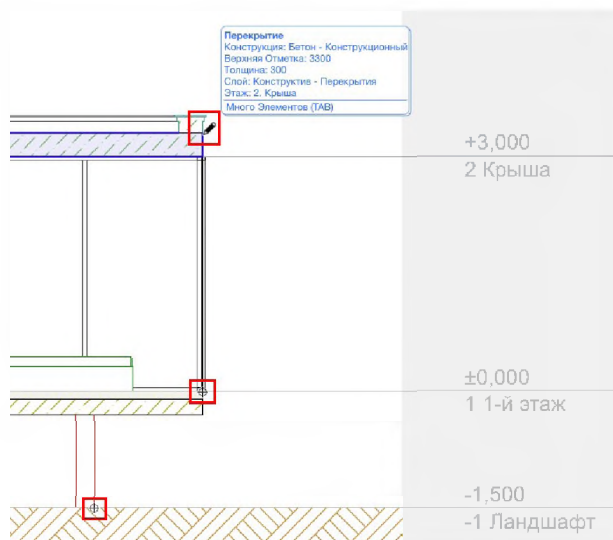 Перекрытие
Конструкция: Бетон - Конструкционный
Верхняя Отметка: 3300
Толщина: 300
Слой: Конструктив - Перекрытия
Этаж: 2. Крыша
Много Элементов (TAB)
+3,000
2 Крыша
±0,000
1 1-й этаж
-1,500
-1 Ландшафт